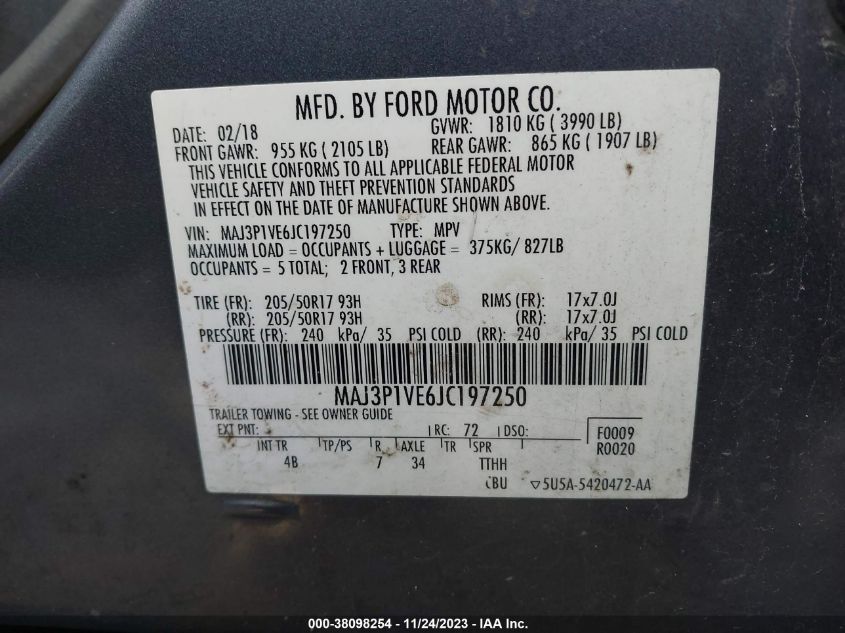 MFD. BY FORD MOTOR CO.
DATE: 02/18 GVWR: 1810 KG ( 3990 LB)
FRONT GAWR: 955 KG ( 2105 LB) REAR GAWR: 865 KG ( 1907 LB)
THIS VEHICLE CONFORMS TO ALL APPLICABLE FEDERAL MOTOR
VEHICLE SAFETY AND THEFT PREVENTION STANDARDS
IN EFFECT ON THE DATE OF MANUFACTURE SHOWN ABOVE.
VIN: MAJ3P1VE6JC197250 TYPE: MPV
MAXIMUM LOAD = OCCUPANTS + LUGGAGE = 375KG/ 827LB
OCCUPANTS = 5 TOTAL; 2 FRONT, 3 REAR
TIRE (FR): 205/50R17 93H RIMS (FR): 17x7.0J
(RR): 205/50R17 93H (RR): 17x7.0J
PRESSURE (FR): 240 kPa/ 35 PSI COLD (RR): 240 kPa/ 35 PSI COLD
MAJ3P1VE6JC197250
TRAILER TOWING - SEE OWNER GUIDE
EXT PNT: RC: 72 DSO: F0009
R0020
INT TR TP/PS R AXLE TR SPR
4B 7 34 TTHH
CBU ▽5U5A-5420472-AA
000-38098254 - 11/24/2023 - IAA Inc.